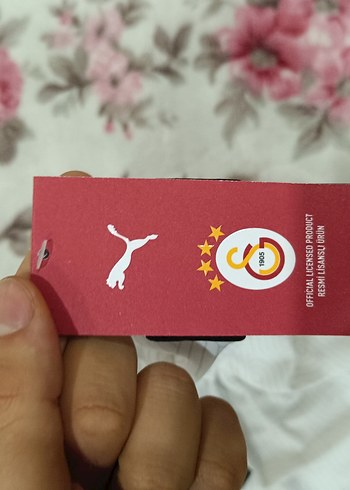 1905
OFFICIAL LICENSED PRODUCT
RESMİ LİSANSLI ÜRÜN